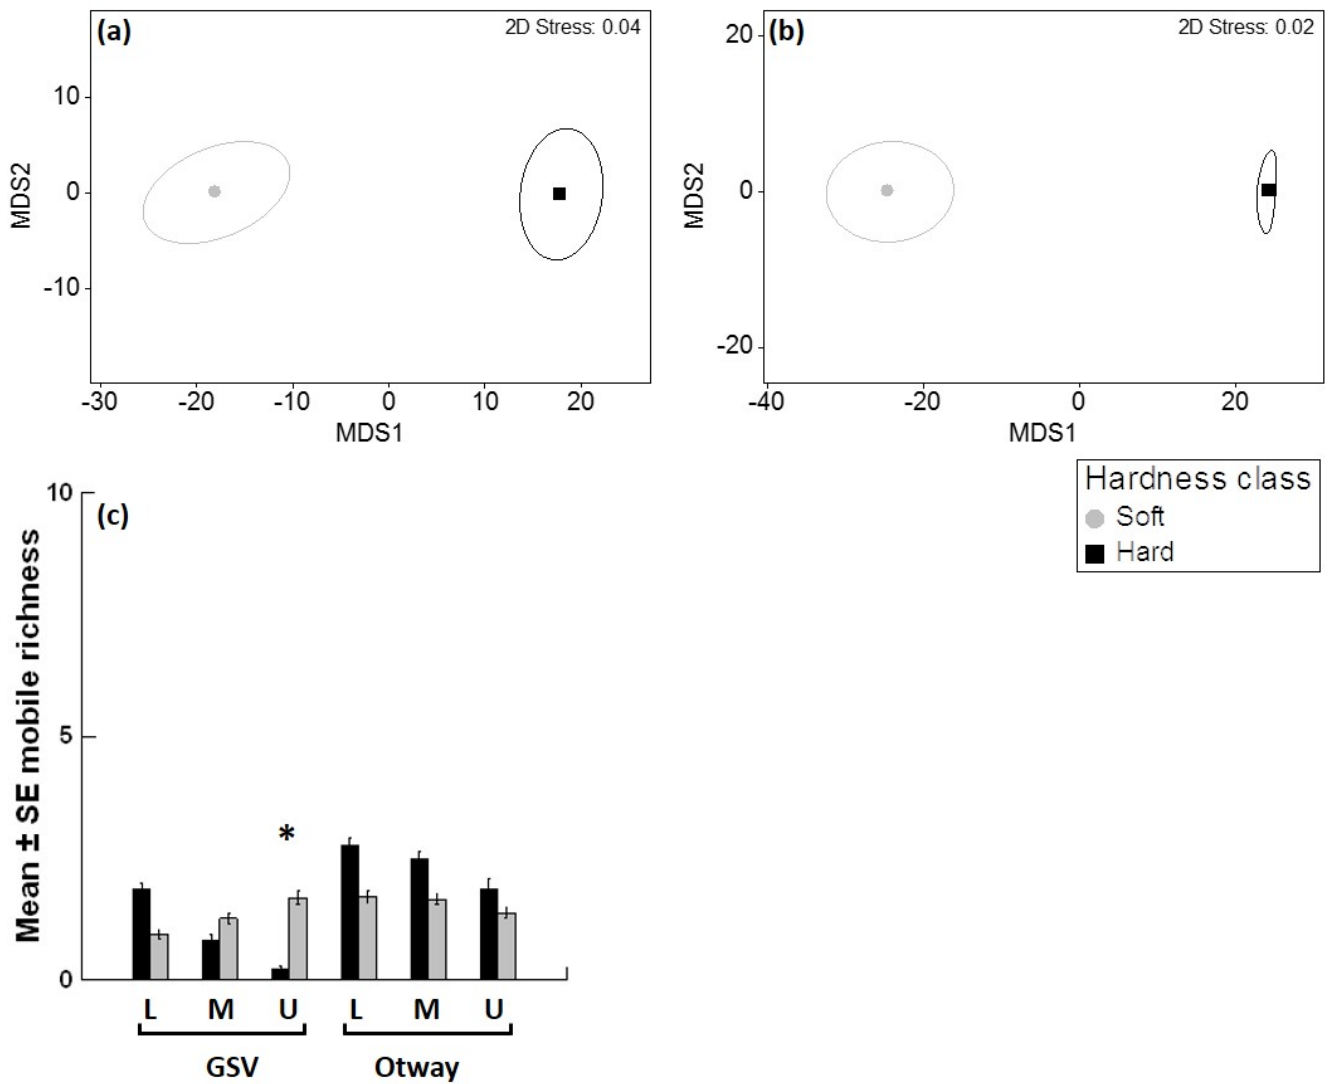 (a)
2D Stress: 0.04
10
0
-10
MDS2
-30 -20 -10 0 10 20
MDS1
(b)
2D Stress: 0.02
20
0
-20
MDS2
-40 -20 0 20
MDS1
Hardness class
Soft
Hard
(c)
10
5
0
Mean ± SE mobile richness
*
L M U L M U
GSV Otway